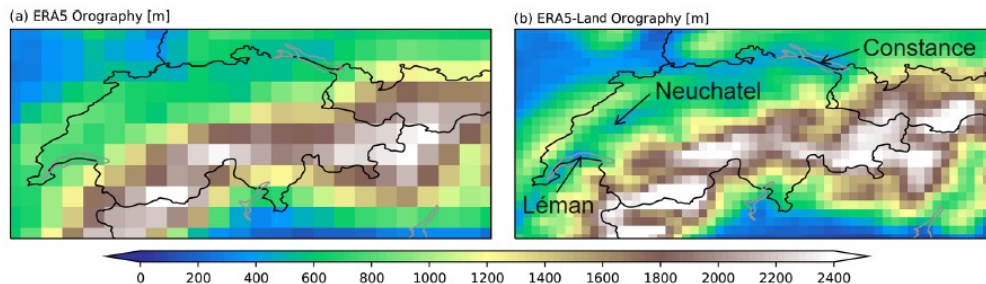 (a) ERA5 Orography [m]
(b) ERA5-Land Orography [m]
Constance
Neuchatel
Léman
0 200 400 600 800 1000 1200 1400 1600 1800 2000 2200 2400